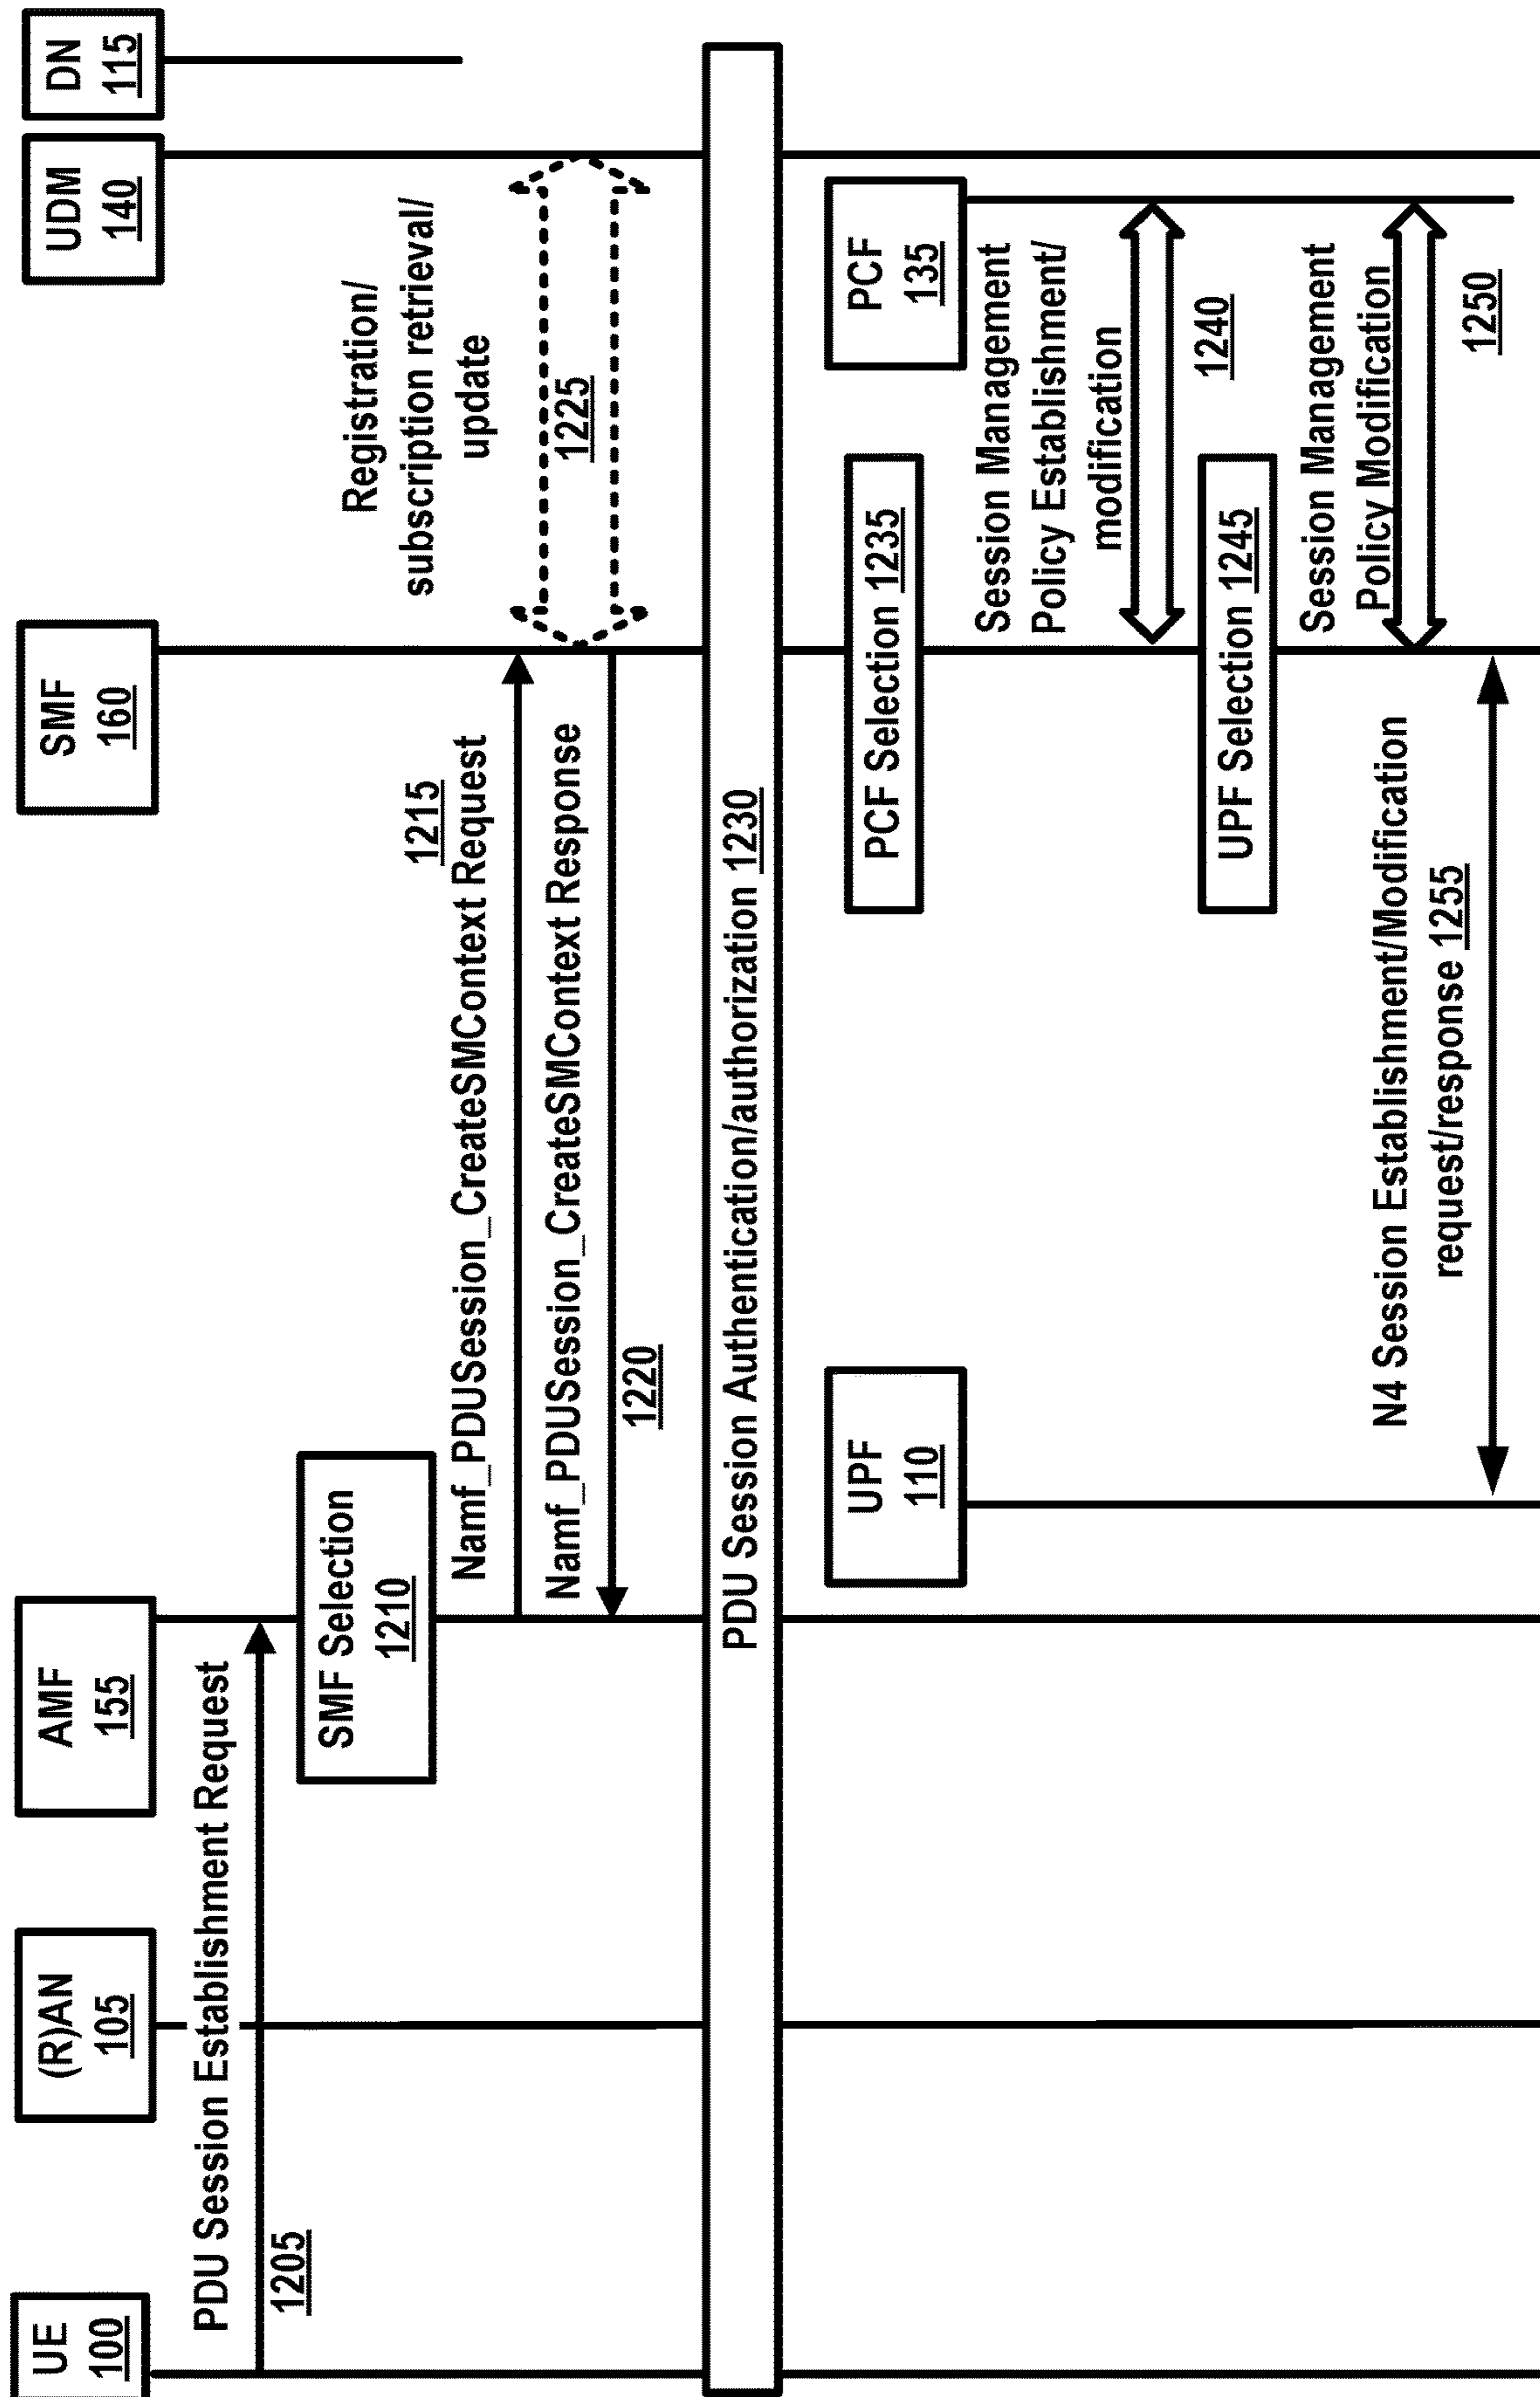 UE
100
(R)AN
105
AMF
155
SMF
160
UDM
140
DN
115
PDU Session Establishment Request
1205
SMF Selection
1210
1215
Namf_PDUSession_CreateSMContext Request
Namf_PDUSession_CreateSMContext Response
1220
Registration/
subscription retrieval/
update
1225
PDU Session Authentication/authorization 1230
UPF
110
PCF
135
PCF Selection 1235
Session Management
Policy Establishment/
modification
1240
UPF Selection 1245
Session Management
Policy Modification
1250
N4 Session Establishment/Modification
request/response 1255